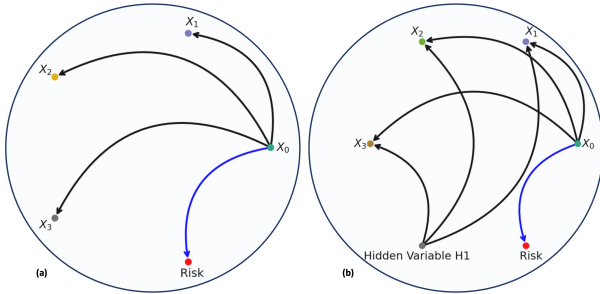 X₁
X₂
X₀
X₃
Risk
(a)
X₂
X₁
X₃
X₀
Hidden Variable H1
Risk
(b)